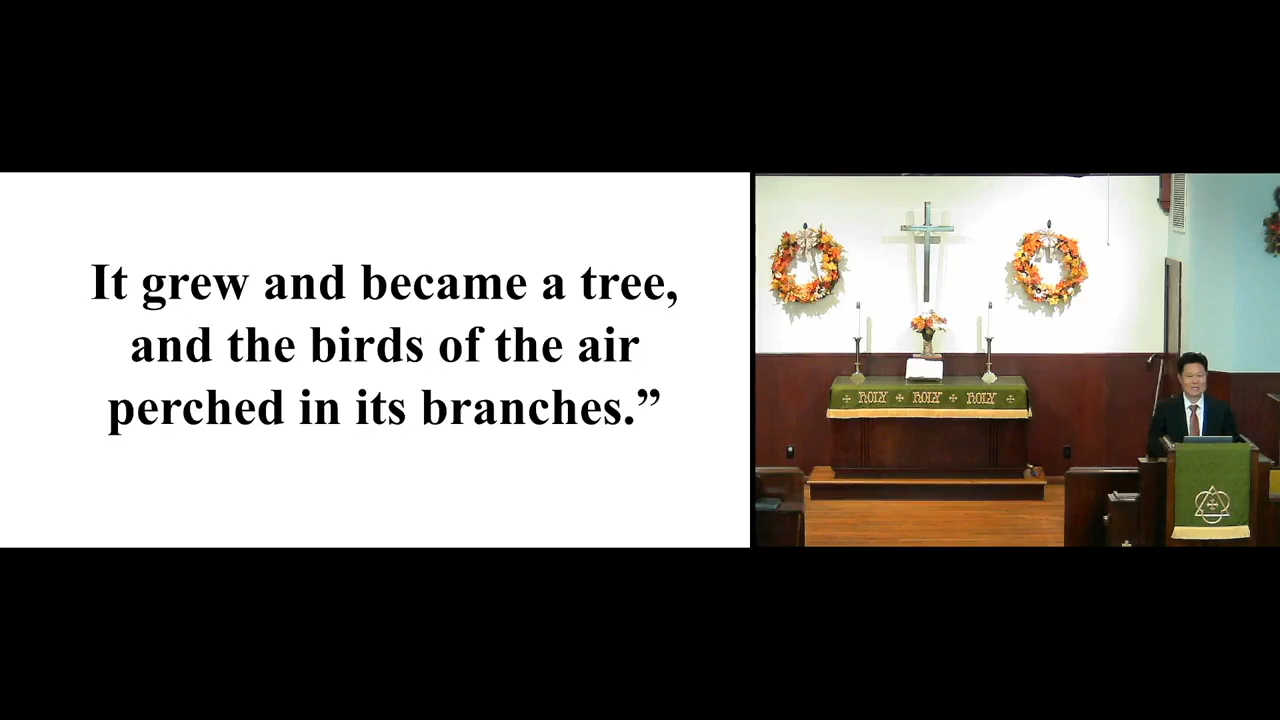 It grew and became a tree,
and the birds of the air
perched in its branches.”
HOLY HOLY HOLY